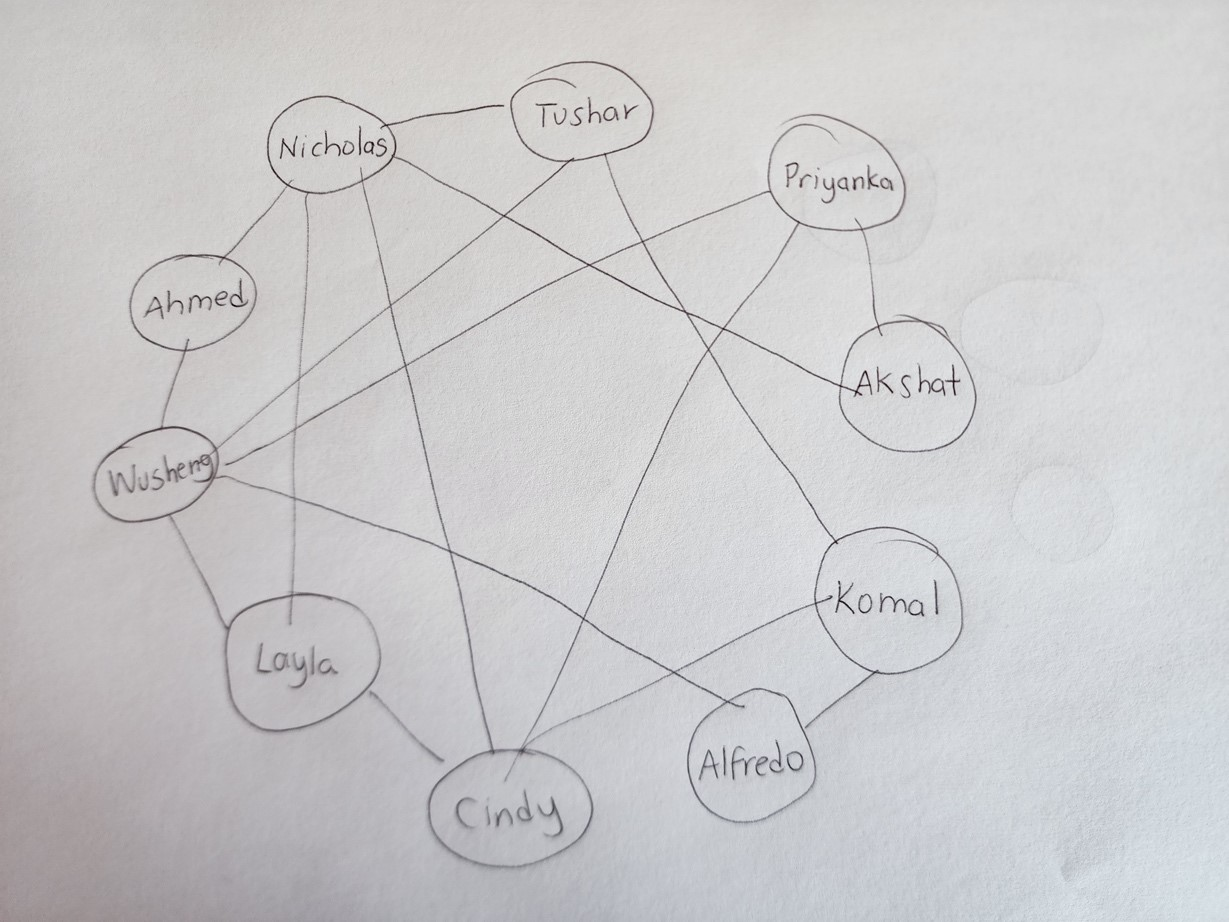 Nicholas
Tushar
Priyanka
Ahmed
Akshat
Wusheng
Komal
Layla
Alfredo
Cindy